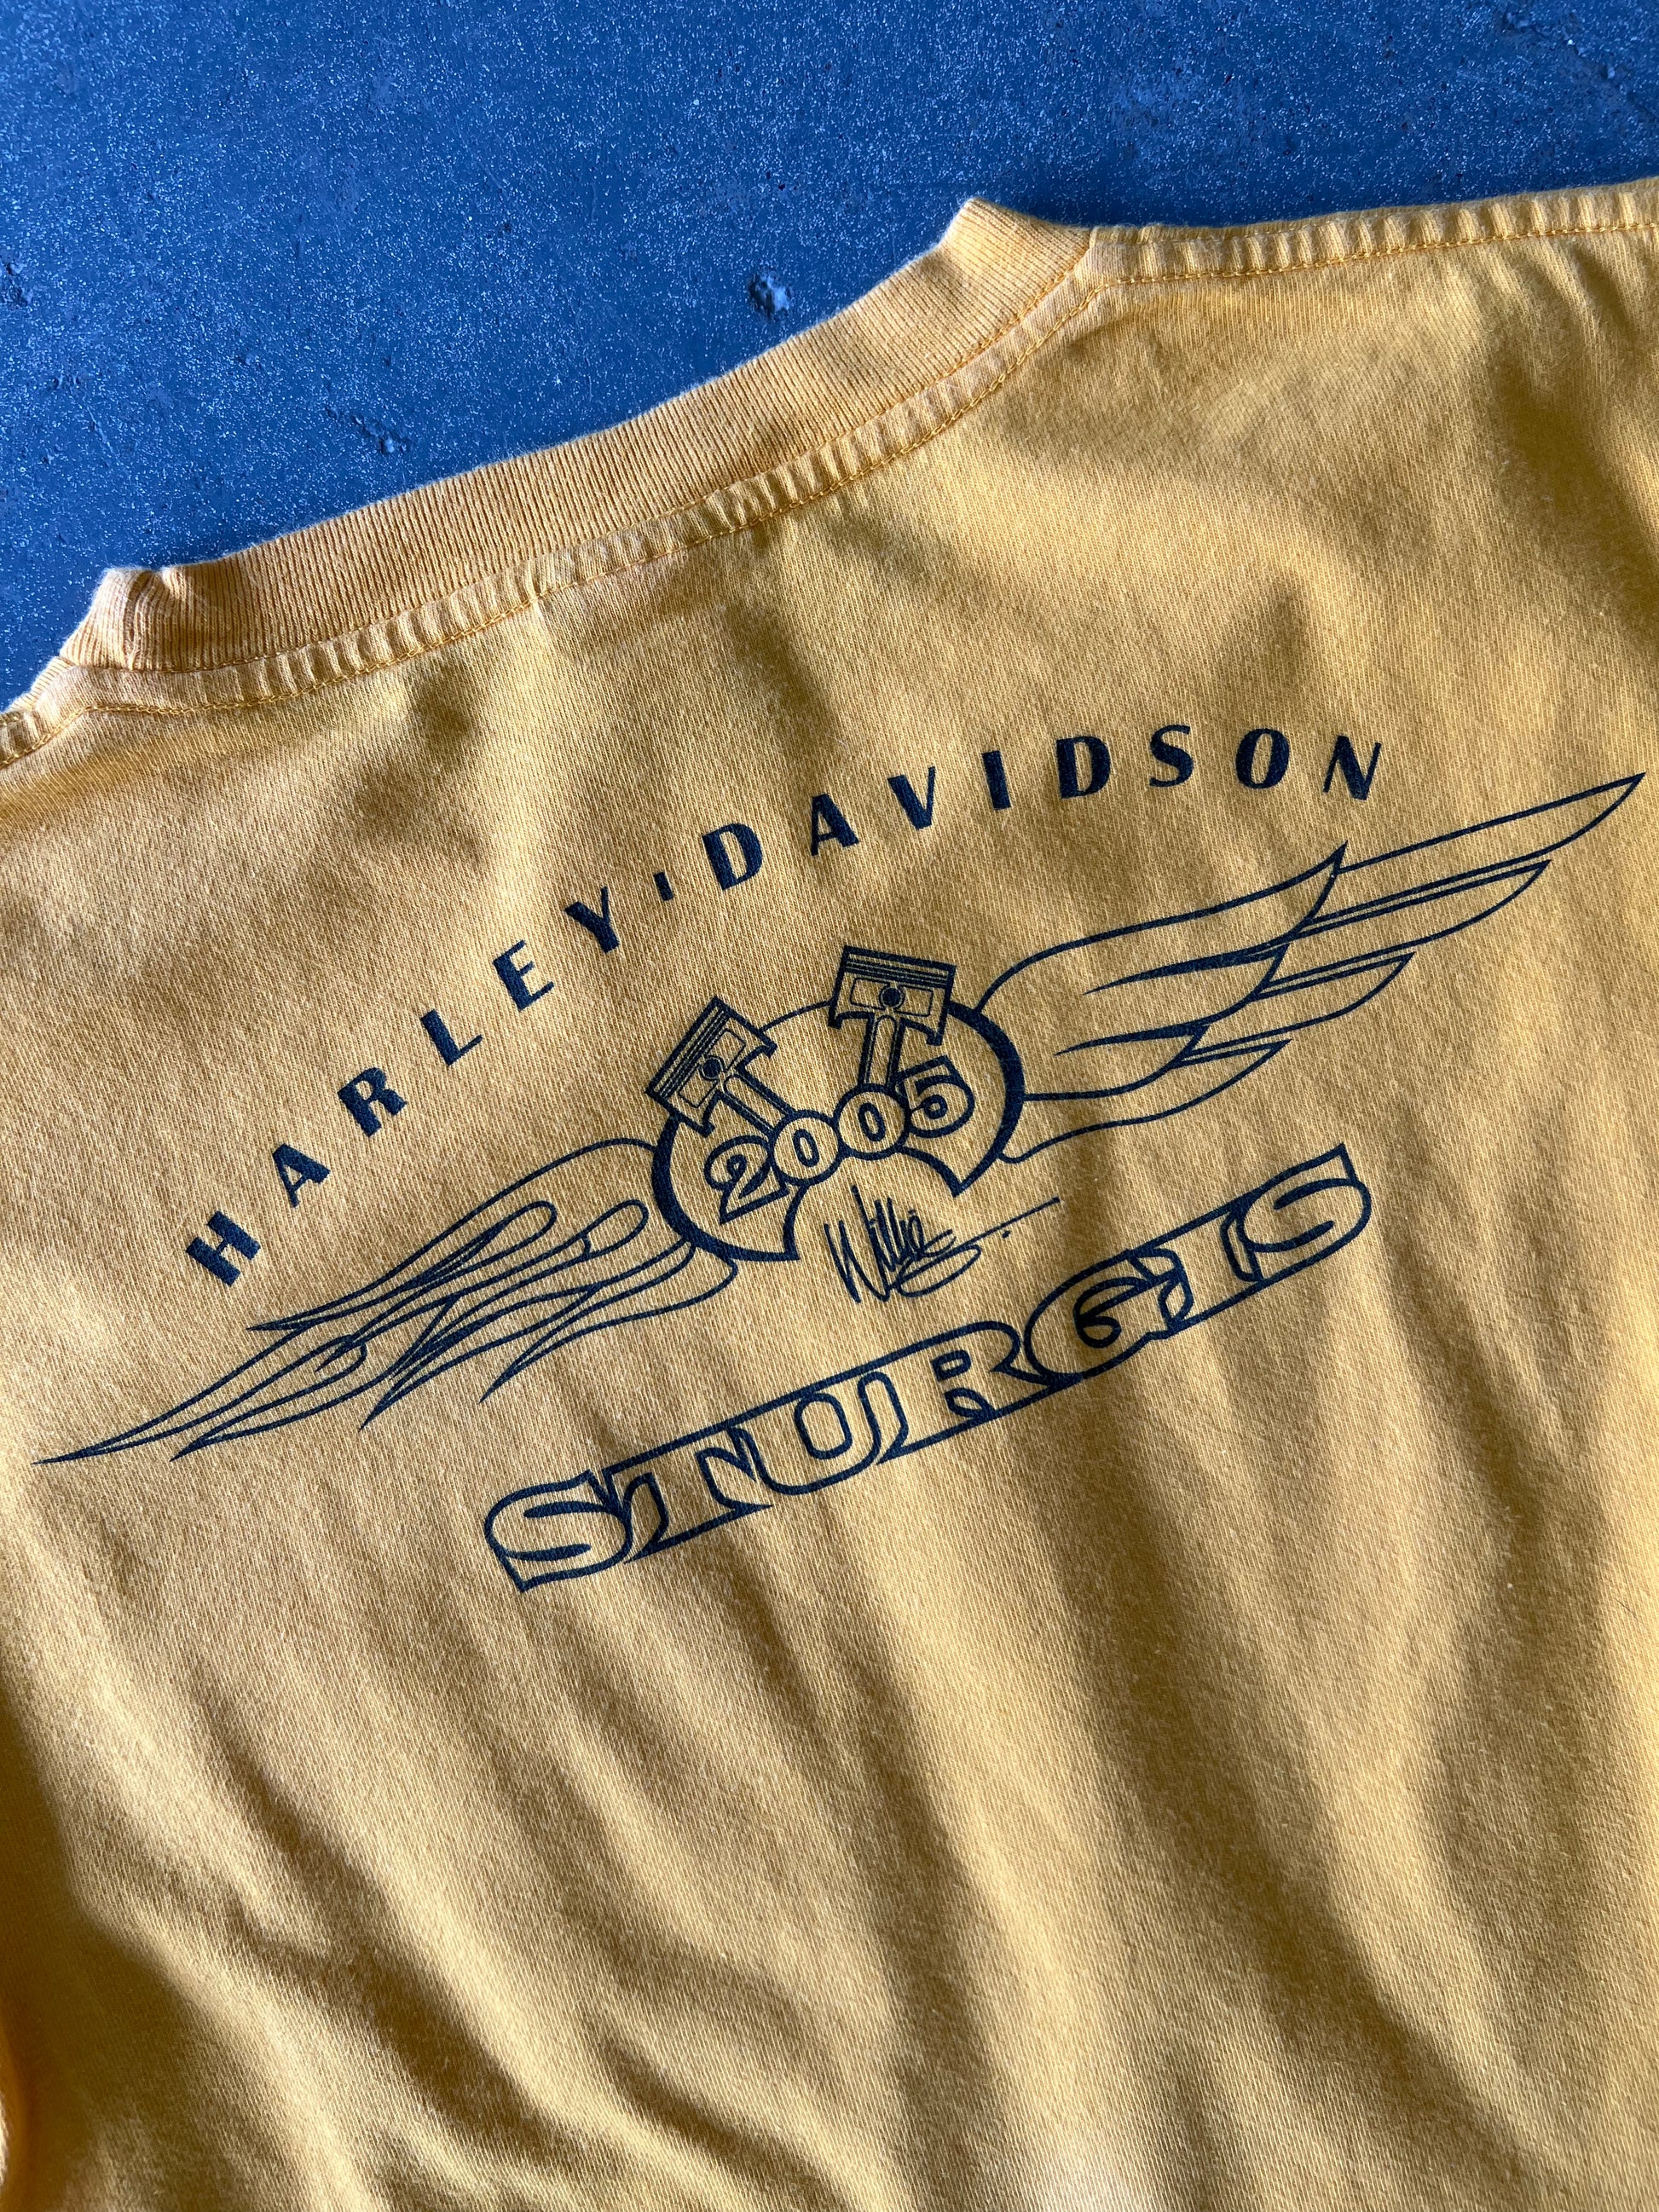 HARLEY-DAVIDSON
2005
Willie G.
STURGIS